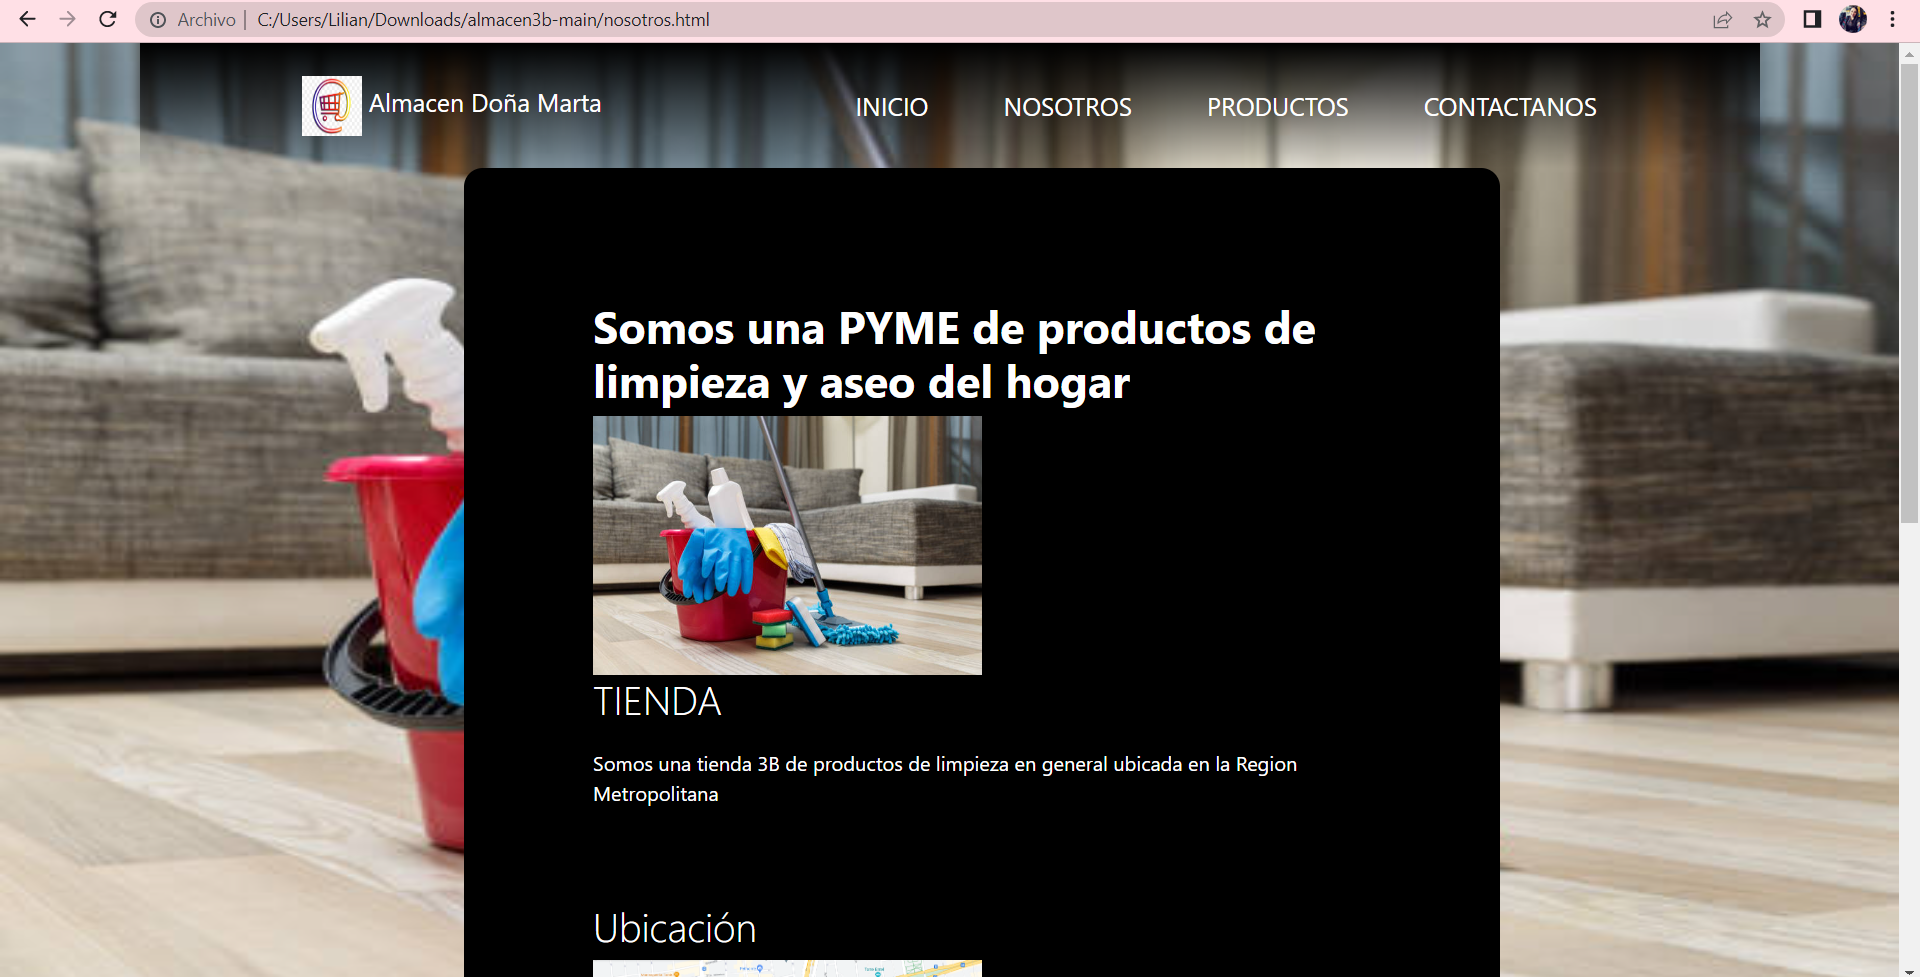 Archivo | C:/Users/Lilian/Downloads/almacen3b-main/nosotros.html
Almacen Doña Marta
INICIO NOSOTROS PRODUCTOS CONTACTANOS
Somos una PYME de productos de
limpieza y aseo del hogar
TIENDA
Somos una tienda 3B de productos de limpieza en general ubicada en la Region
Metropolitana
Ubicación